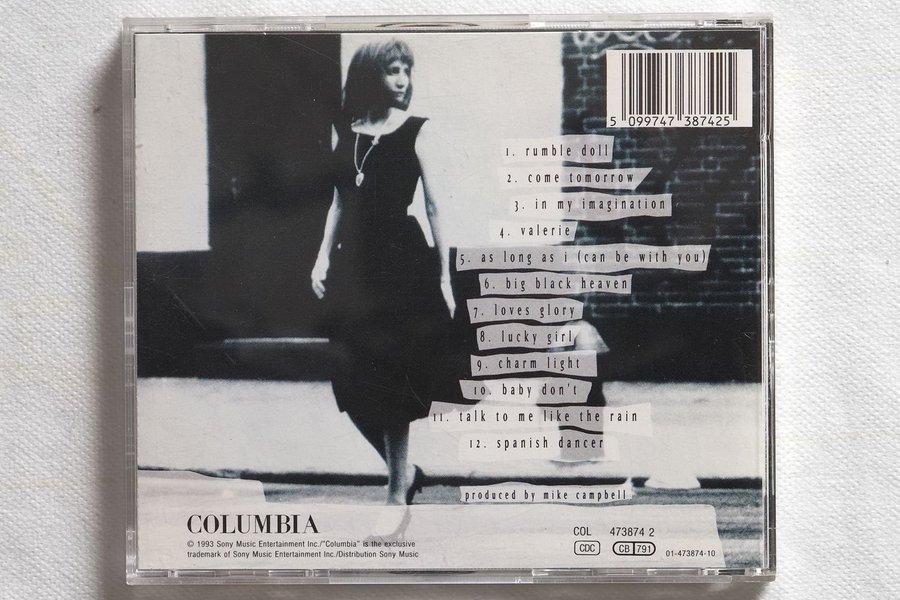 5 099747 387425
1. rumble doll
2. come tomorrow
3. in my imagination
4. valerie
5. as long as i (can be with you)
6. big black heaven
7. loves glory
8. lucky girl
9. charm light
10. baby don't
11. talk to me like the rain
12. spanish dancer
produced by mike campbell
COLUMBIA
© 1993 Sony Music Entertainment Inc./"Columbia" is the exclusive
trademark of Sony Music Entertainment Inc./Distribution Sony Music
COL 473874 2
CDC CB 791 01-473874-10